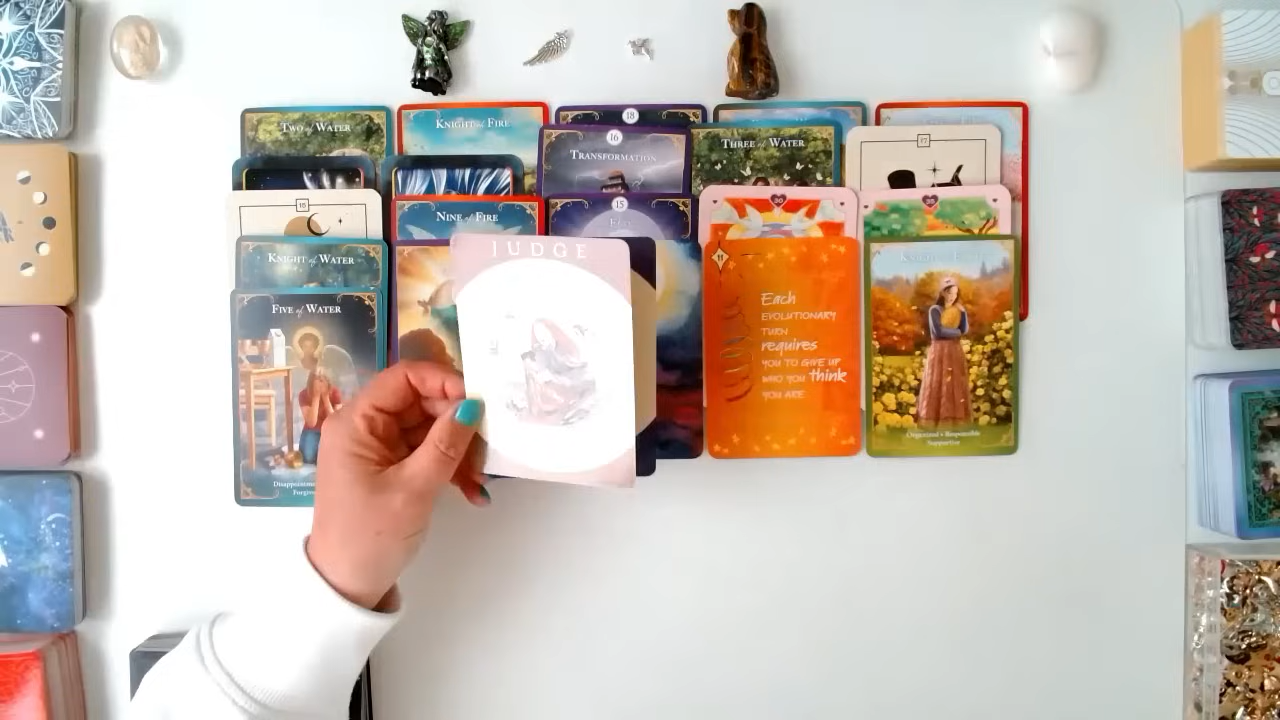 TWO of WATER
KNIGHT of FIRE
18
16
TRANSFORMATION
THREE of WATER
17
15
NINE of FIRE
15
30
KNIGHT of WATER
JUDGE
11
Each
EVOLUTIONARY
TURN
requires
YOU TO GIVE UP
WHO YOU think
YOU ARE
FIVE of WATER
Organized • Responsible
Supportive